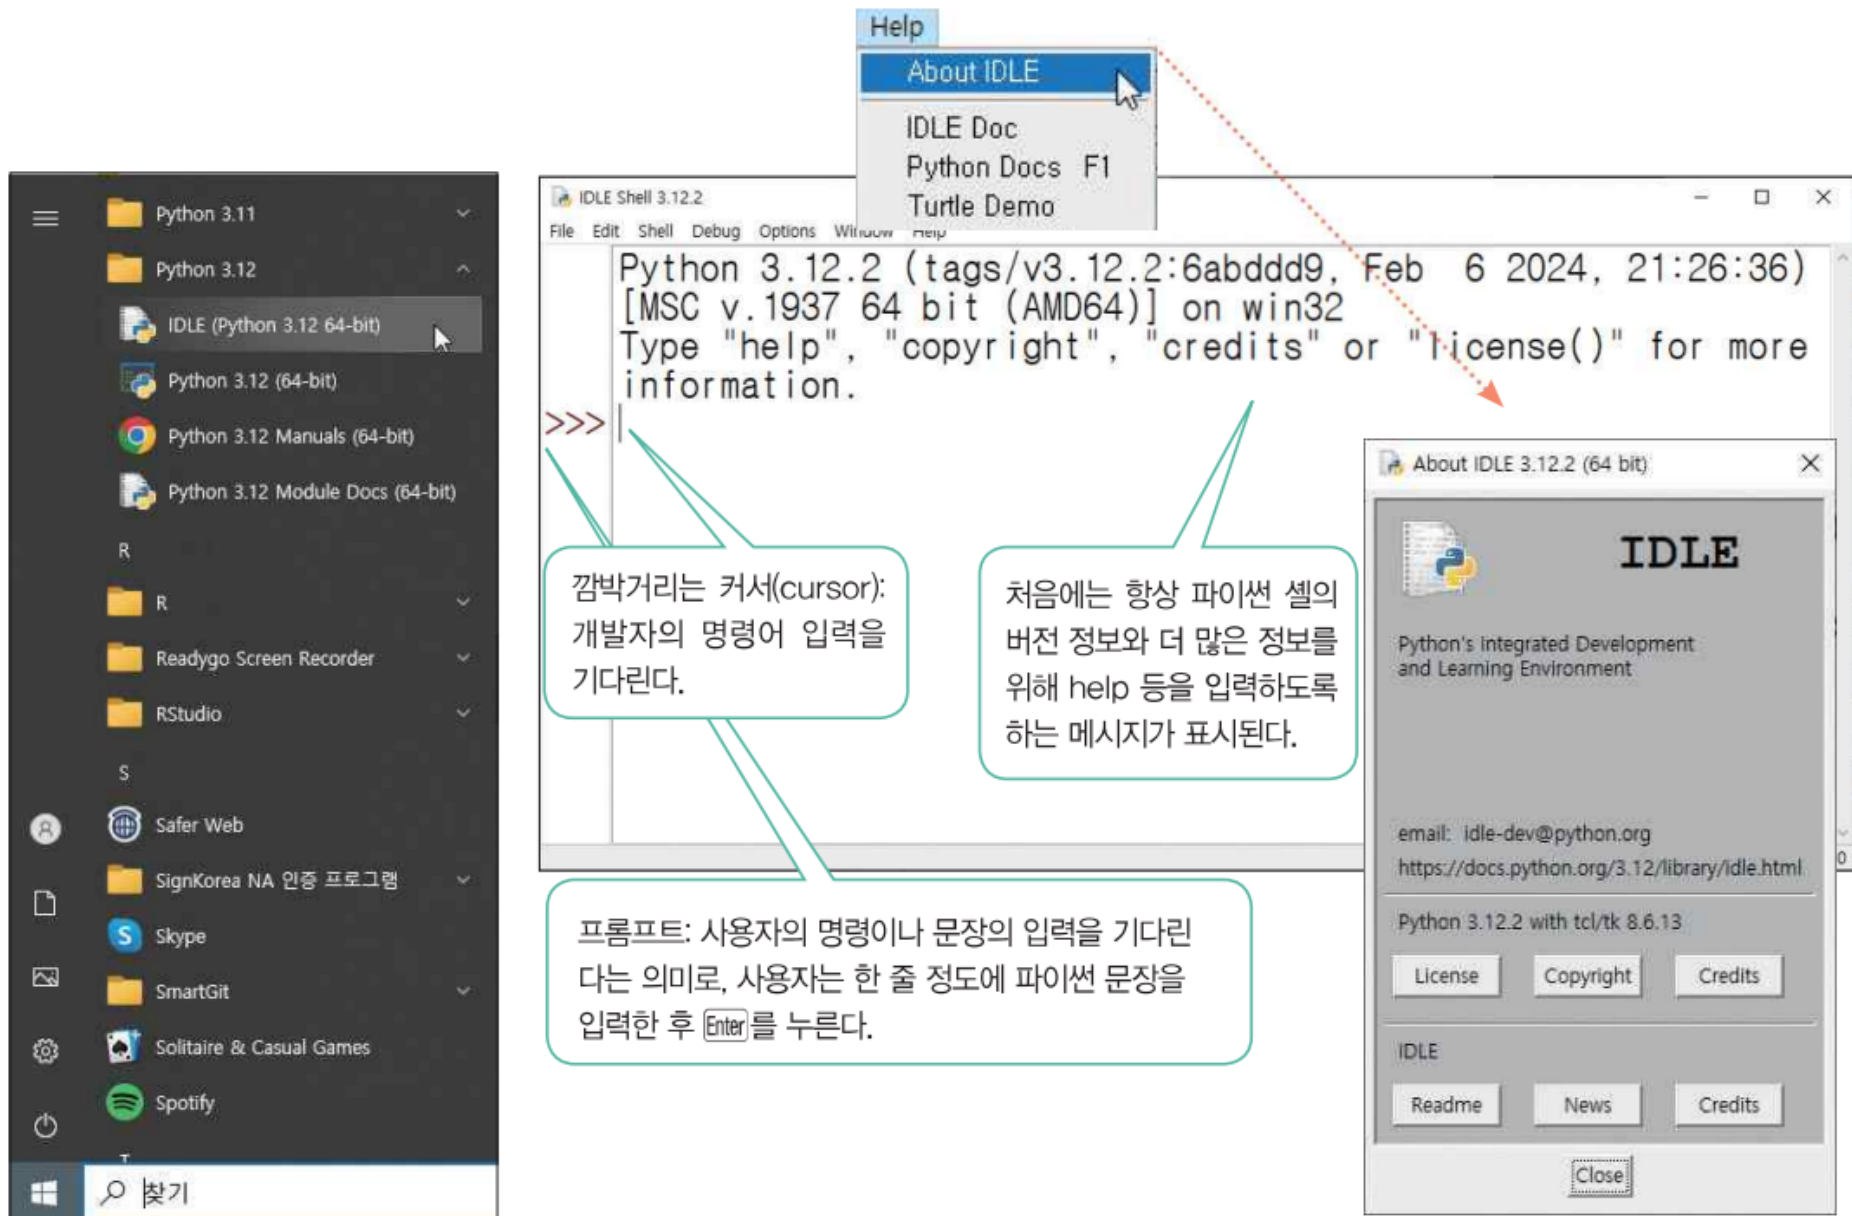 Help
About IDLE
IDLE Doc
Python Docs F1
Turtle Demo
Python 3.11
Python 3.12
IDLE (Python 3.12 64-bit)
Python 3.12 (64-bit)
Python 3.12 Manuals (64-bit)
Python 3.12 Module Docs (64-bit)
R
R
Readygo Screen Recorder
RStudio
S
Safer Web
SignKorea NA 인증 프로그램
Skype
SmartGit
Solitaire & Casual Games
Spotify
T
찾기
IDLE Shell 3.12.2
File Edit Shell Debug Options Window Help
Python 3.12.2 (tags/v3.12.2:6abddd9, Feb 6 2024, 21:26:36)
[MSC v.1937 64 bit (AMD64)] on win32
Type "help", "copyright", "credits" or "license()" for more
information.
>>>
깜박거리는 커서(cursor):
개발자의 명령어 입력을
기다린다.
처음에는 항상 파이썬 셸의
버전 정보와 더 많은 정보를
위해 help 등을 입력하도록
하는 메시지가 표시된다.
프롬프트: 사용자의 명령이나 문장의 입력을 기다린
다는 의미로, 사용자는 한 줄 정도에 파이썬 문장을
입력한 후 Enter를 누른다.
About IDLE 3.12.2 (64 bit)
IDLE
Python's Integrated Development
and Learning Environment
email: idle-dev@python.org
https://docs.python.org/3.12/library/idle.html
Python 3.12.2 with tcl/tk 8.6.13
License Copyright Credits
IDLE
Readme News Credits
Close
0